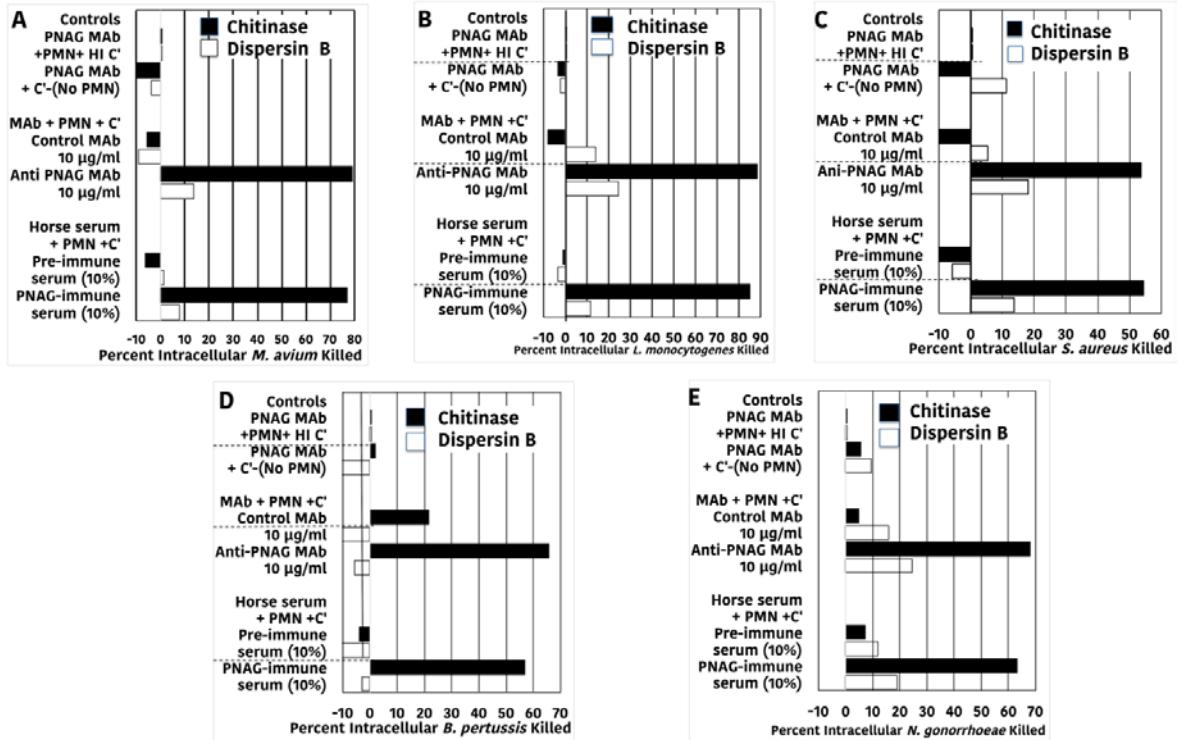 A
Controls
PNAG MAb
+PMN+ HI C'
PNAG MAb
+ C'-(No PMN)
MAb + PMN + C'
Control MAb
10 µg/ml
Anti PNAG MAb
10 µg/ml
Horse serum
+ PMN +C'
Pre-immune
serum (10%)
PNAG-immune
serum (10%)
Chitinase
Dispersin B
-10 0 10 20 30 40 50 60 70 80
Percent Intracellular M. avium Killed
B
Controls
PNAG MAb
+PMN+ HI C'
PNAG MAb
+ C'-(No PMN)
MAb + PMN +C'
Control MAb
10 µg/ml
Anti-PNAG MAb
10 µg/ml
Horse serum
+ PMN +C'
Pre-immune
serum (10%)
PNAG-immune
serum (10%)
Chitinase
Dispersin B
-10 0 10 20 30 40 50 60 70 80 90
Percent Intracellular L. monocytogenes Killed
C
Controls
PNAG MAb
+PMN+ HI C'
PNAG MAb
+ C'-(No PMN)
MAb + PMN +C'
Control MAb
10 µg/ml
Ani-PNAG MAb
10 µg/ml
Horse serum
+ PMN +C'
Pre-immune
serum (10%)
PNAG-immune
serum (10%)
Chitinase
Dispersin B
-10 0 10 20 30 40 50 60
Percent Intracellular S. aureus Killed
D
Controls
PNAG MAb
+PMN+ HI C'
PNAG MAb
+ C'-(No PMN)
MAb + PMN +C'
Control MAb
10 µg/ml
Anti-PNAG MAb
10 µg/ml
Horse serum
+ PMN +C'
Pre-immune
serum (10%)
PNAG-immune
serum (10%)
Chitinase
Dispersin B
-10 0 10 20 30 40 50 60 70
Percent Intracellular B. pertussis Killed
E
Controls
PNAG MAb
+PMN+ HI C'
PNAG MAb
+ C'-(No PMN)
MAb + PMN +C'
Control MAb
10 µg/ml
Anti-PNAG MAb
10 µg/ml
Horse serum
+ PMN +C'
Pre-immune
serum (10%)
PNAG-immune
serum (10%)
Chitinase
Dispersin B
-10 0 10 20 30 40 50 60 70
Percent Intracellular N. gonorrhoeae Killed